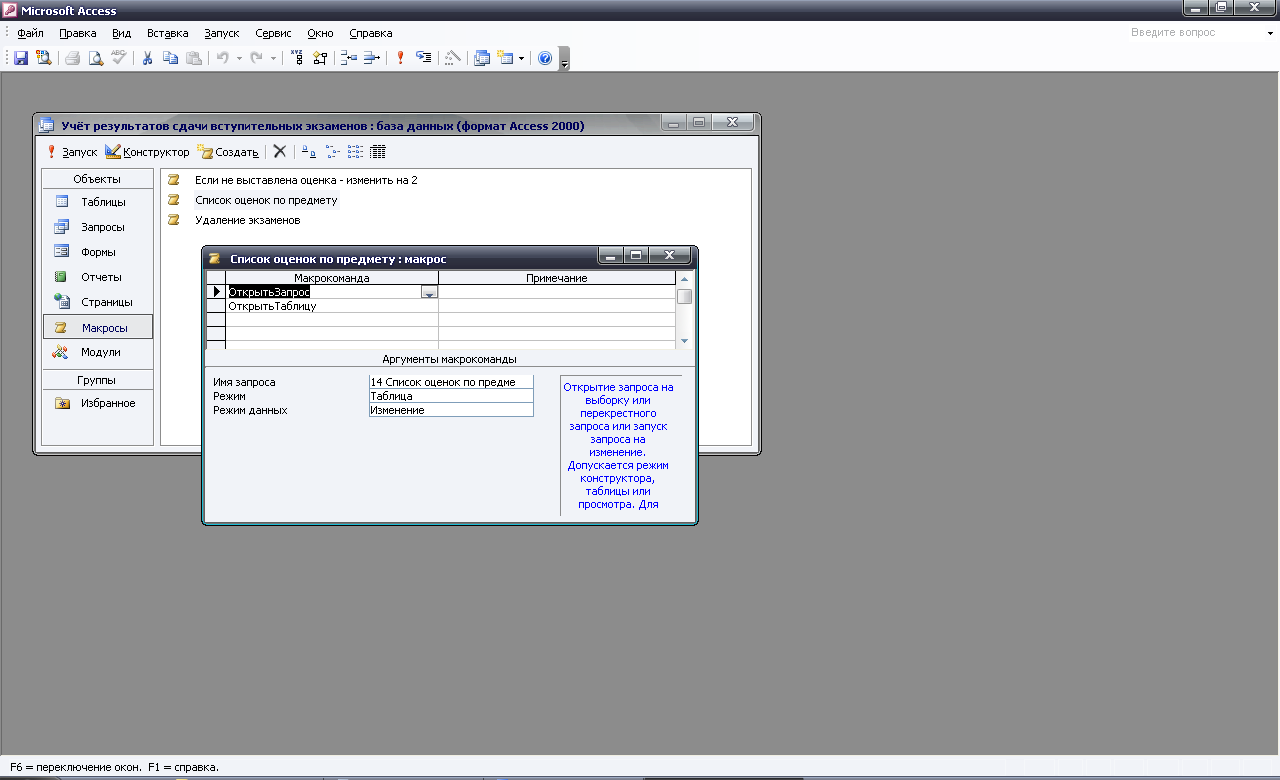 Microsoft Access
Файл Правка Вид Вставка Запуск Сервис Окно Справка
Введите вопрос
Учёт результатов сдачи вступительных экзаменов : база данных (формат Access 2000)
Запуск Конструктор Создать
Объекты
Таблицы
Запросы
Формы
Отчеты
Страницы
Макросы
Модули
Группы
Избранное
Если не выставлена оценка - изменить на 2
Список оценок по предмету
Удаление экзаменов
Список оценок по предмету : макрос
Макрокоманда Примечание
ОткрытьЗапрос
ОткрытьТаблицу
Аргументы макрокоманды
Имя запроса 14 Список оценок по предме
Режим Таблица
Режим данных Изменение
Открытие запроса на
выборку или
перекрестного
запроса или запуск
запроса на
изменение.
Допускается режим
конструктора,
таблицы или
просмотра. Для
F6 = переключение окон. F1 = справка.